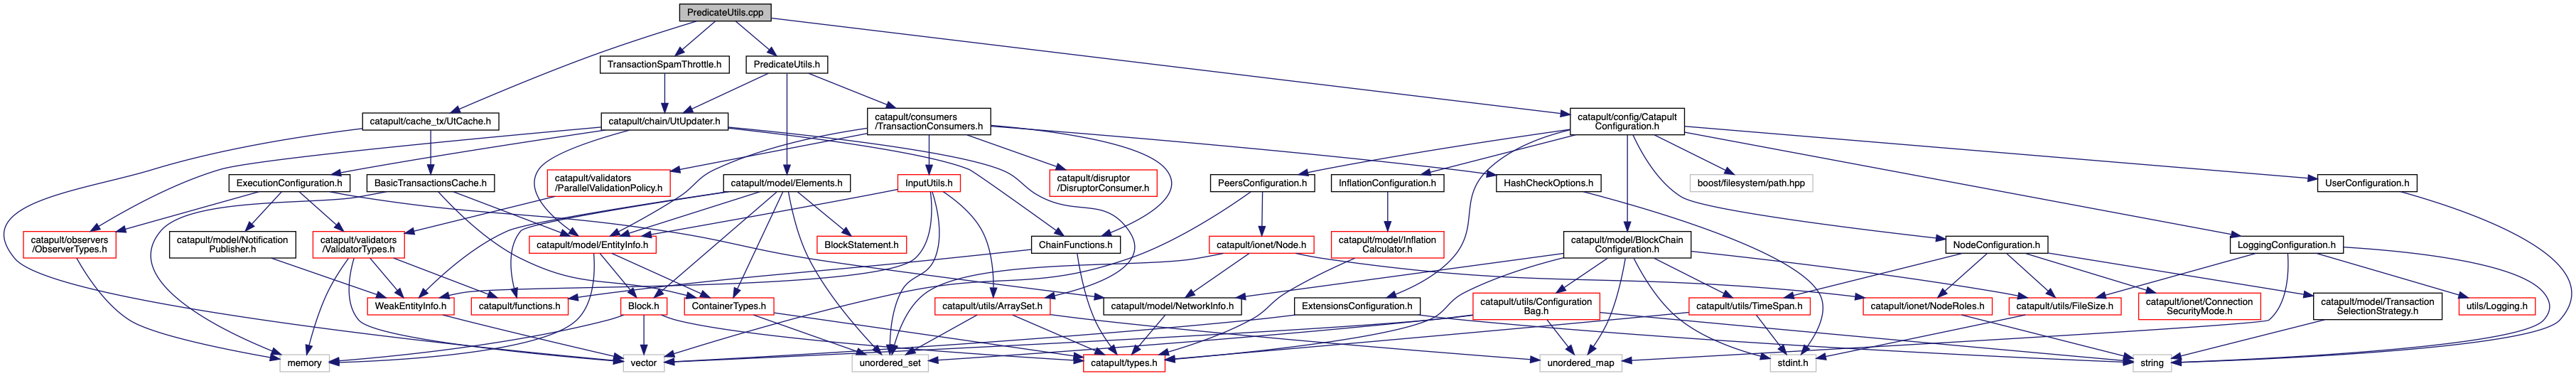 PredicateUtils.cpp
TransactionSpamThrottle.h
PredicateUtils.h
catapult/cache_tx/UtCache.h
catapult/chain/UtUpdater.h
catapult/consumers
/TransactionConsumers.h
catapult/config/Catapult
Configuration.h
ExecutionConfiguration.h
BasicTransactionsCache.h
catapult/validators
/ParallelValidationPolicy.h
catapult/model/Elements.h
InputUtils.h
catapult/disruptor
/DisruptorConsumer.h
PeersConfiguration.h
InflationConfiguration.h
HashCheckOptions.h
boost/filesystem/path.hpp
UserConfiguration.h
catapult/observers
/ObserverTypes.h
catapult/model/Notification
Publisher.h
catapult/validators
/ValidatorTypes.h
catapult/model/EntityInfo.h
BlockStatement.h
ChainFunctions.h
catapult/ionet/Node.h
catapult/model/Inflation
Calculator.h
catapult/model/BlockChain
Configuration.h
NodeConfiguration.h
LoggingConfiguration.h
WeakEntityInfo.h
catapult/functions.h
Block.h
ContainerTypes.h
catapult/utils/ArraySet.h
catapult/model/NetworkInfo.h
ExtensionsConfiguration.h
catapult/utils/Configuration
Bag.h
catapult/utils/TimeSpan.h
catapult/ionet/NodeRoles.h
catapult/utils/FileSize.h
catapult/ionet/Connection
SecurityMode.h
catapult/model/Transaction
SelectionStrategy.h
utils/Logging.h
memory
vector
unordered_set
catapult/types.h
unordered_map
stdint.h
string